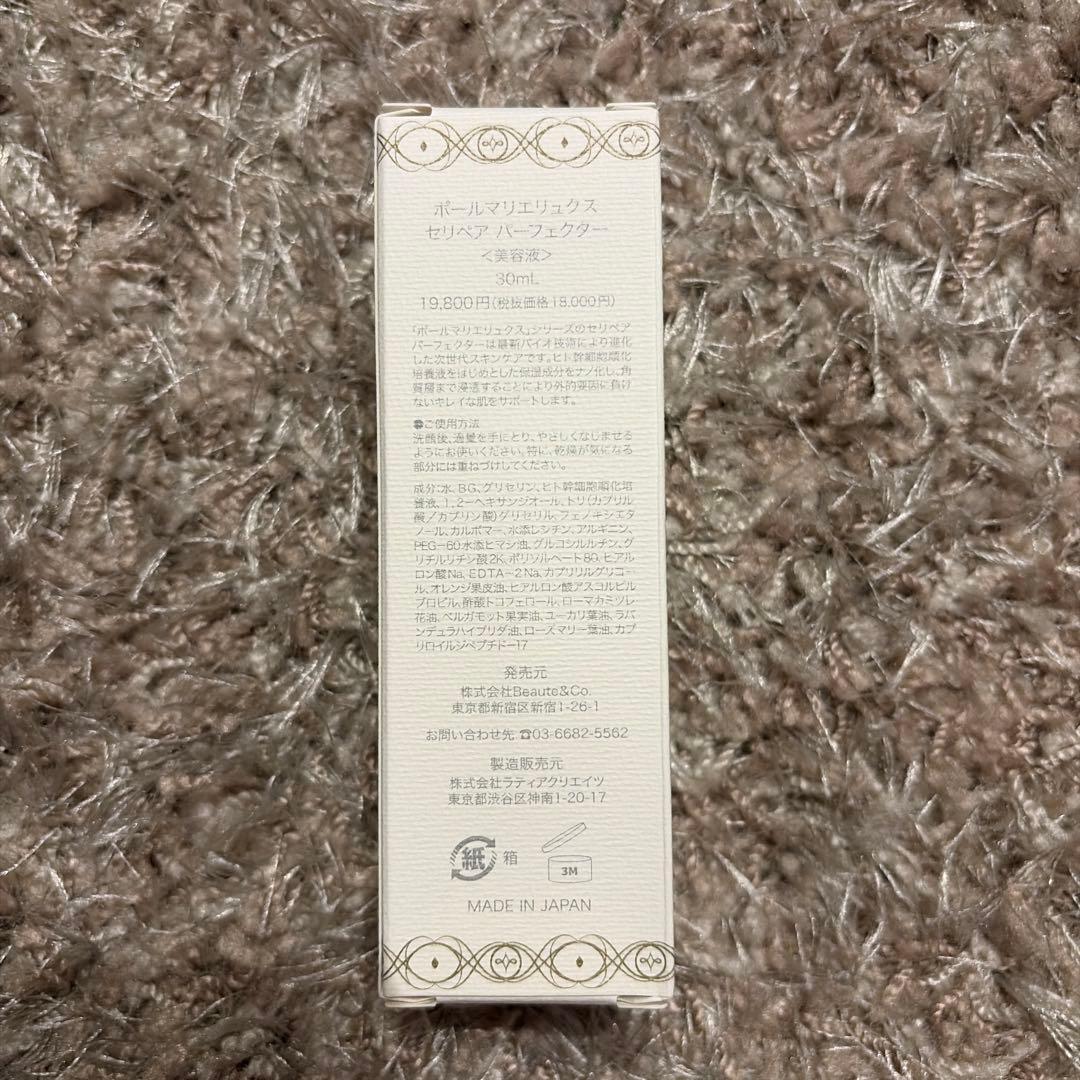 ポールマリエリュクス
セリペア パーフェクター
<美容液>
30mL
19,800円(税抜価格18,000円)
「ポールマリエリュクス」シリーズのセリペア
パーフェクターは最新バイオ技術により進化
した次世代スキンケアです。ヒト幹細胞順化
培養液をはじめとした保湿成分をナノ化し、角
質層まで浸透することにより外的要因に負け
ないキレイな肌をサポートします。
●ご使用方法
洗顔後、適量を手にとり、やさしくなじませる
ようにお使いください。特に、乾燥が気になる
部分には重ねづけしてください。
成分:水、BG、グリセリン、ヒト幹細胞順化培
養液、1,2-ヘキサンジオール、トリ(カプリル
酸/カプリン酸)グリセリル、フェノキシエタ
ノール、カルボマー、水添レシチン、アルギニン、
PEG-60水添ヒマシ油、グルコシルルチン、グ
リチルリチン酸2K、ポリソルベート80、ヒアル
ロン酸Na、EDTA-2Na、カプリリルグリコー
ル、オレンジ果皮油、ヒアルロン酸アスコルビル
プロピル、酢酸トコフェロール、ローマカミツレ
花油、ベルガモット果実油、ユーカリ葉油、ラバ
ンデュラハイブリダ油、ローズマリー葉油、カプ
リロイルジペプチド-17
発売元
株式会社Beaute&Co.
東京都新宿区新宿1-26-1
お問い合わせ先 ☎03-6682-5562
製造販売元
株式会社ラティアクリエイツ
東京都渋谷区神南1-20-17
紙 箱
3M
MADE IN JAPAN